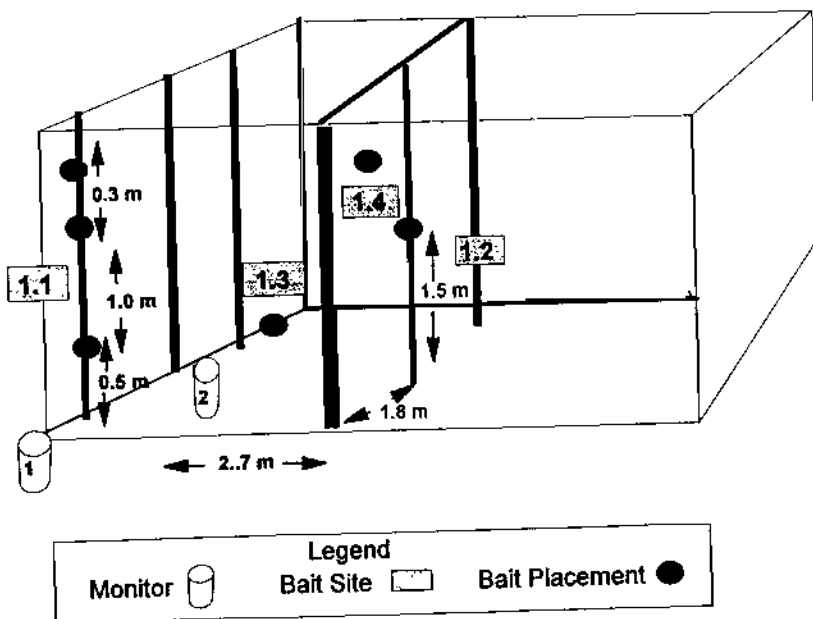 0.3 m
1.4
1.1
1.3
1.2
1.0 m
1.5 m
0.5 m
2
1.8 m
1
2..7 m
Legend
Monitor
Bait Site
Bait Placement